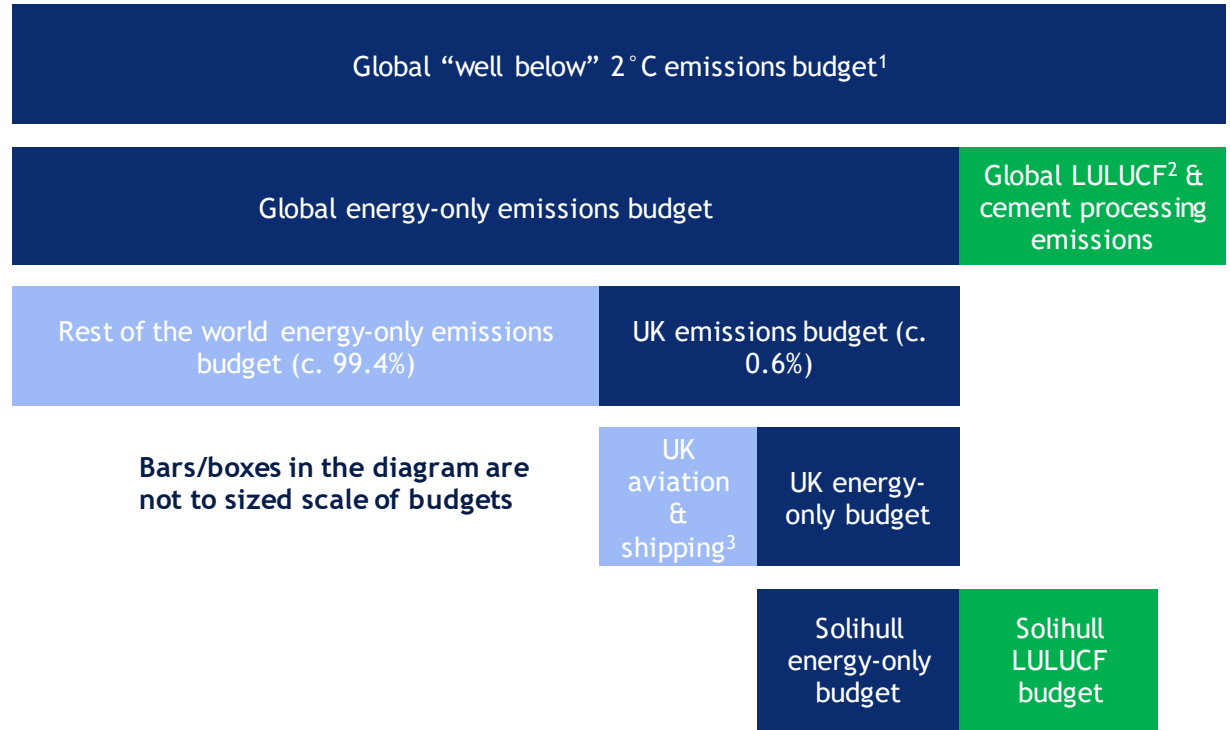 Global “well below” 2°C emissions budget¹
Global energy-only emissions budget
Global LULUCF² &
cement processing
emissions
Rest of the world energy-only emissions
budget (c. 99.4%)
UK emissions budget (c.
0.6%)
Bars/boxes in the diagram are
not to sized scale of budgets
UK
aviation
&
shipping³
UK energy-
only budget
Solihull
energy-only
budget
Solihull
LULUCF
budget